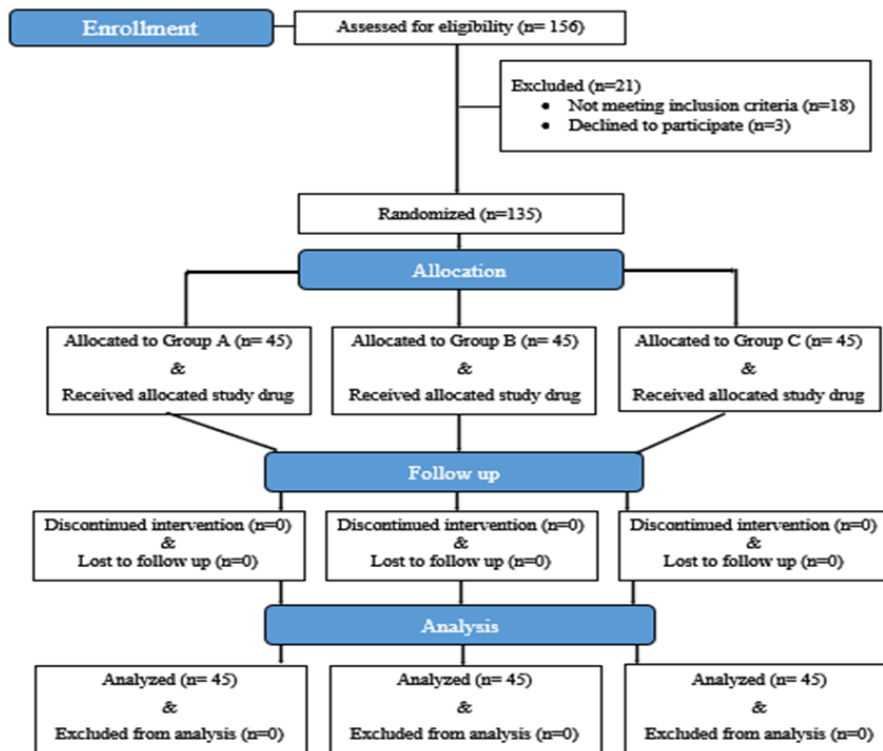 Enrollment
Assessed for eligibility (n= 156)
Excluded (n=21)
• Not meeting inclusion criteria (n=18)
• Declined to participate (n=3)
Randomized (n=135)
Allocation
Allocated to Group A (n= 45)
&
Received allocated study drug
Allocated to Group B (n= 45)
&
Received allocated study drug
Allocated to Group C (n= 45)
&
Received allocated study drug
Follow up
Discontinued intervention (n=0)
&
Lost to follow up (n=0)
Discontinued intervention (n=0)
&
Lost to follow up (n=0)
Discontinued intervention (n=0)
&
Lost to follow up (n=0)
Analysis
Analyzed (n= 45)
&
Excluded from analysis (n=0)
Analyzed (n= 45)
&
Excluded from analysis (n=0)
Analyzed (n= 45)
&
Excluded from analysis (n=0)